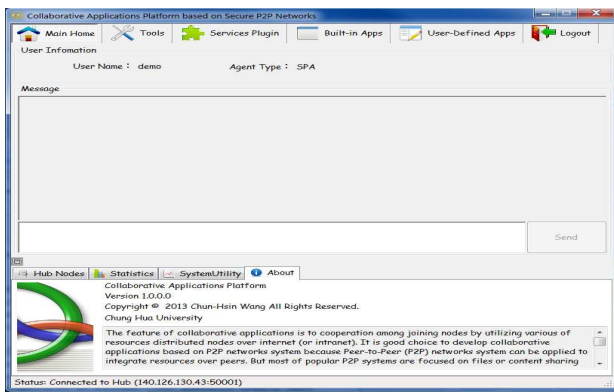 Collaborative Applications Platform based on Secure P2P Networks
Main Home Tools Services Plugin Built-in Apps User-Defined Apps Logout
User Infomation
User Name : demo Agent Type : SPA
Message
Send
Hub Nodes Statistics SystemUtility About
Collaborative Applications Platform
Version 1.0.0.0
Copyright © 2013 Chun-Hsin Wang All Rights Reserved.
Chung Hua University
The feature of collaborative applications is to cooperation among joining nodes by utilizing various of
resources distributed nodes over internet (or intranet). It is good choice to develop collaborative
applications based on P2P networks system because Peer-to-Peer (P2P) networks system can be applied to
integrate resources over peers. But most of popular P2P systems are focused on files or content sharing
Status: Connected to Hub (140.126.130.43:50001)